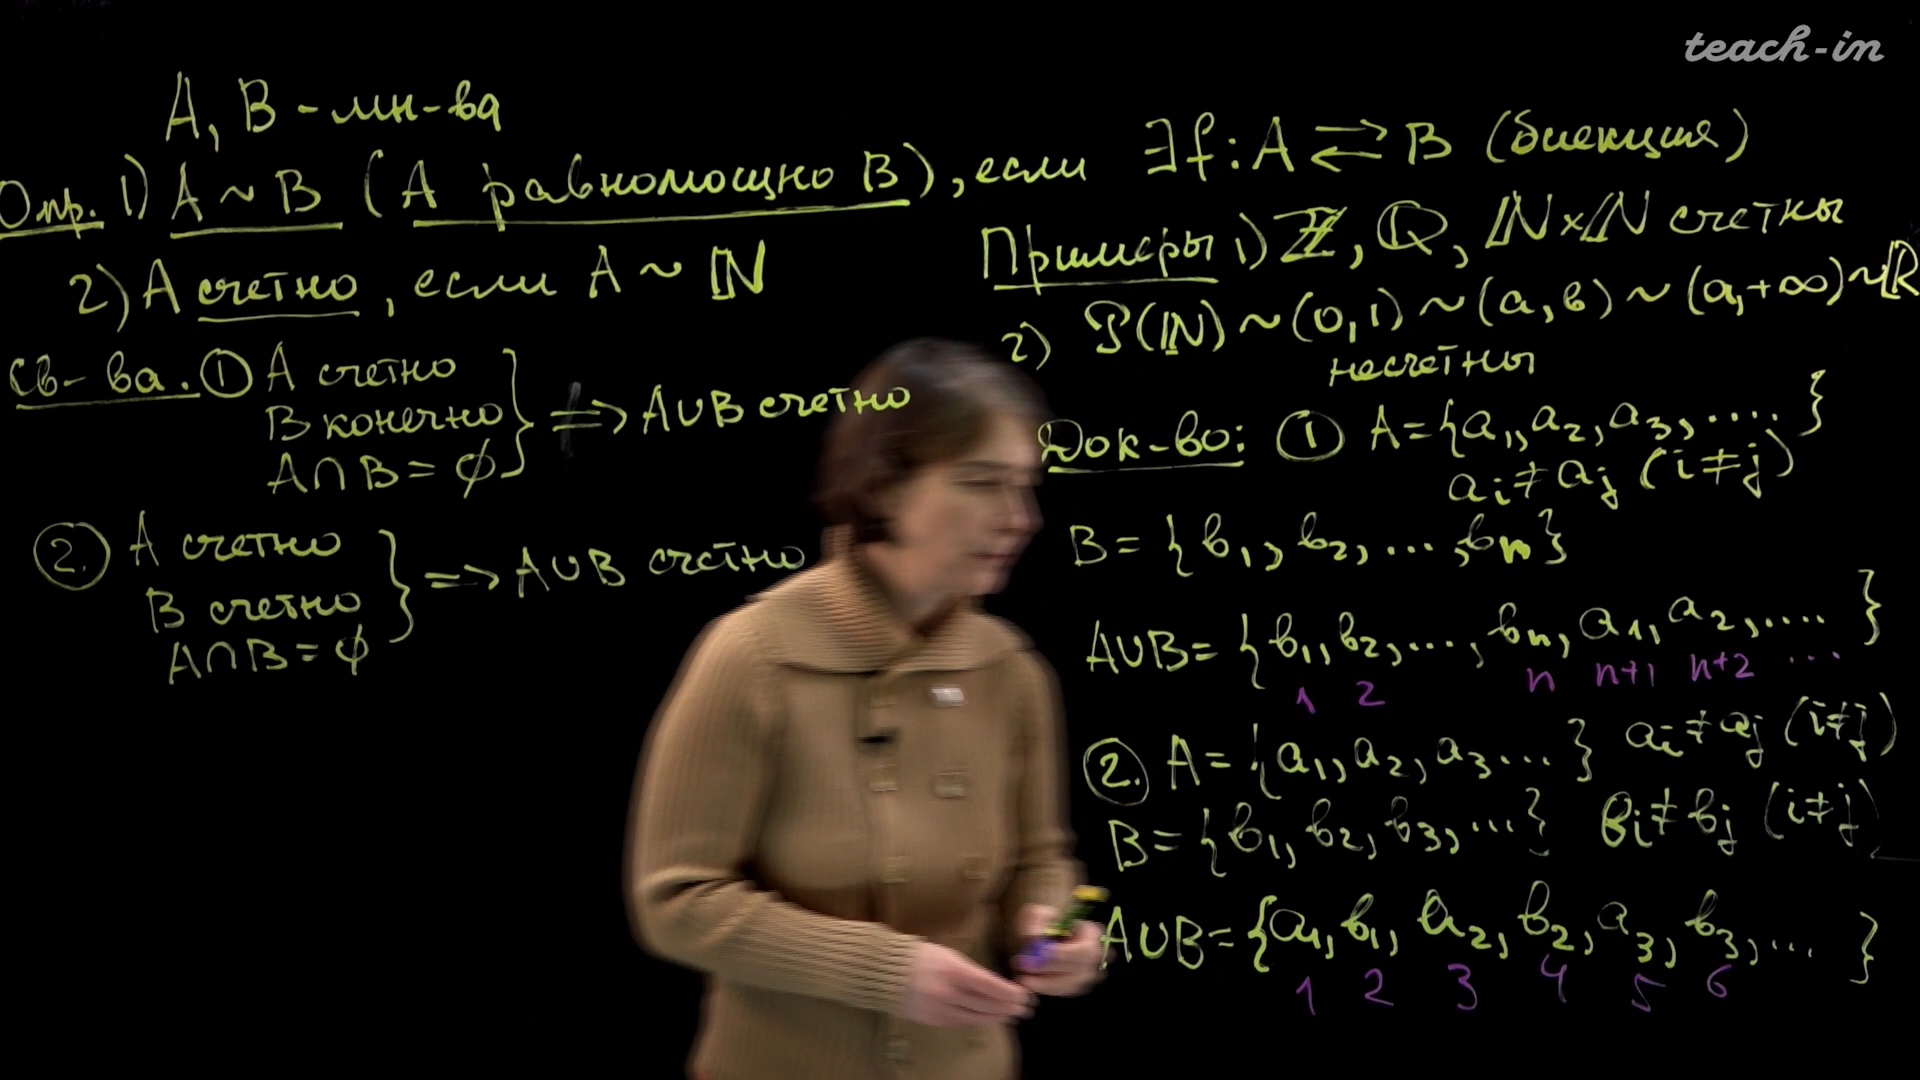 teach-in
A, B - мн-ва
Опр. 1) A ~ B (A равномощно B), если ∃ f : A ⇄ B (биекция)
2) A счетно, если A ~ ℕ
Св-ва. ① A счетно
B конечно
A ∩ B = ∅
=> A∪B счетно
②. A счетно
B счетно
A∩B = ∅
=> A∪B счетно
Примеры 1) ℤ, ℚ, ℕ×ℕ счетны
2) P(ℕ) ~ (0,1) ~ (a,b) ~ (a,+∞) ~ ℝ
несчетны
Док-во: ① A = {a₁, a₂, a₃, .... }
aᵢ ≠ aⱼ (i ≠ j)
B = {b₁, b₂, ..., bₙ}
A∪B = {b₁, b₂, ..., bₙ, a₁, a₂, .... }
1 2 n n+1 n+2 ...
②. A = {a₁, a₂, a₃ ... } aᵢ ≠ aⱼ (i≠j)
B = {b₁, b₂, b₃, ... } bᵢ ≠ bⱼ (i≠j)
A∪B = {a₁, b₁, a₂, b₂, a₃, b₃, ... }
1 2 3 4 5 6